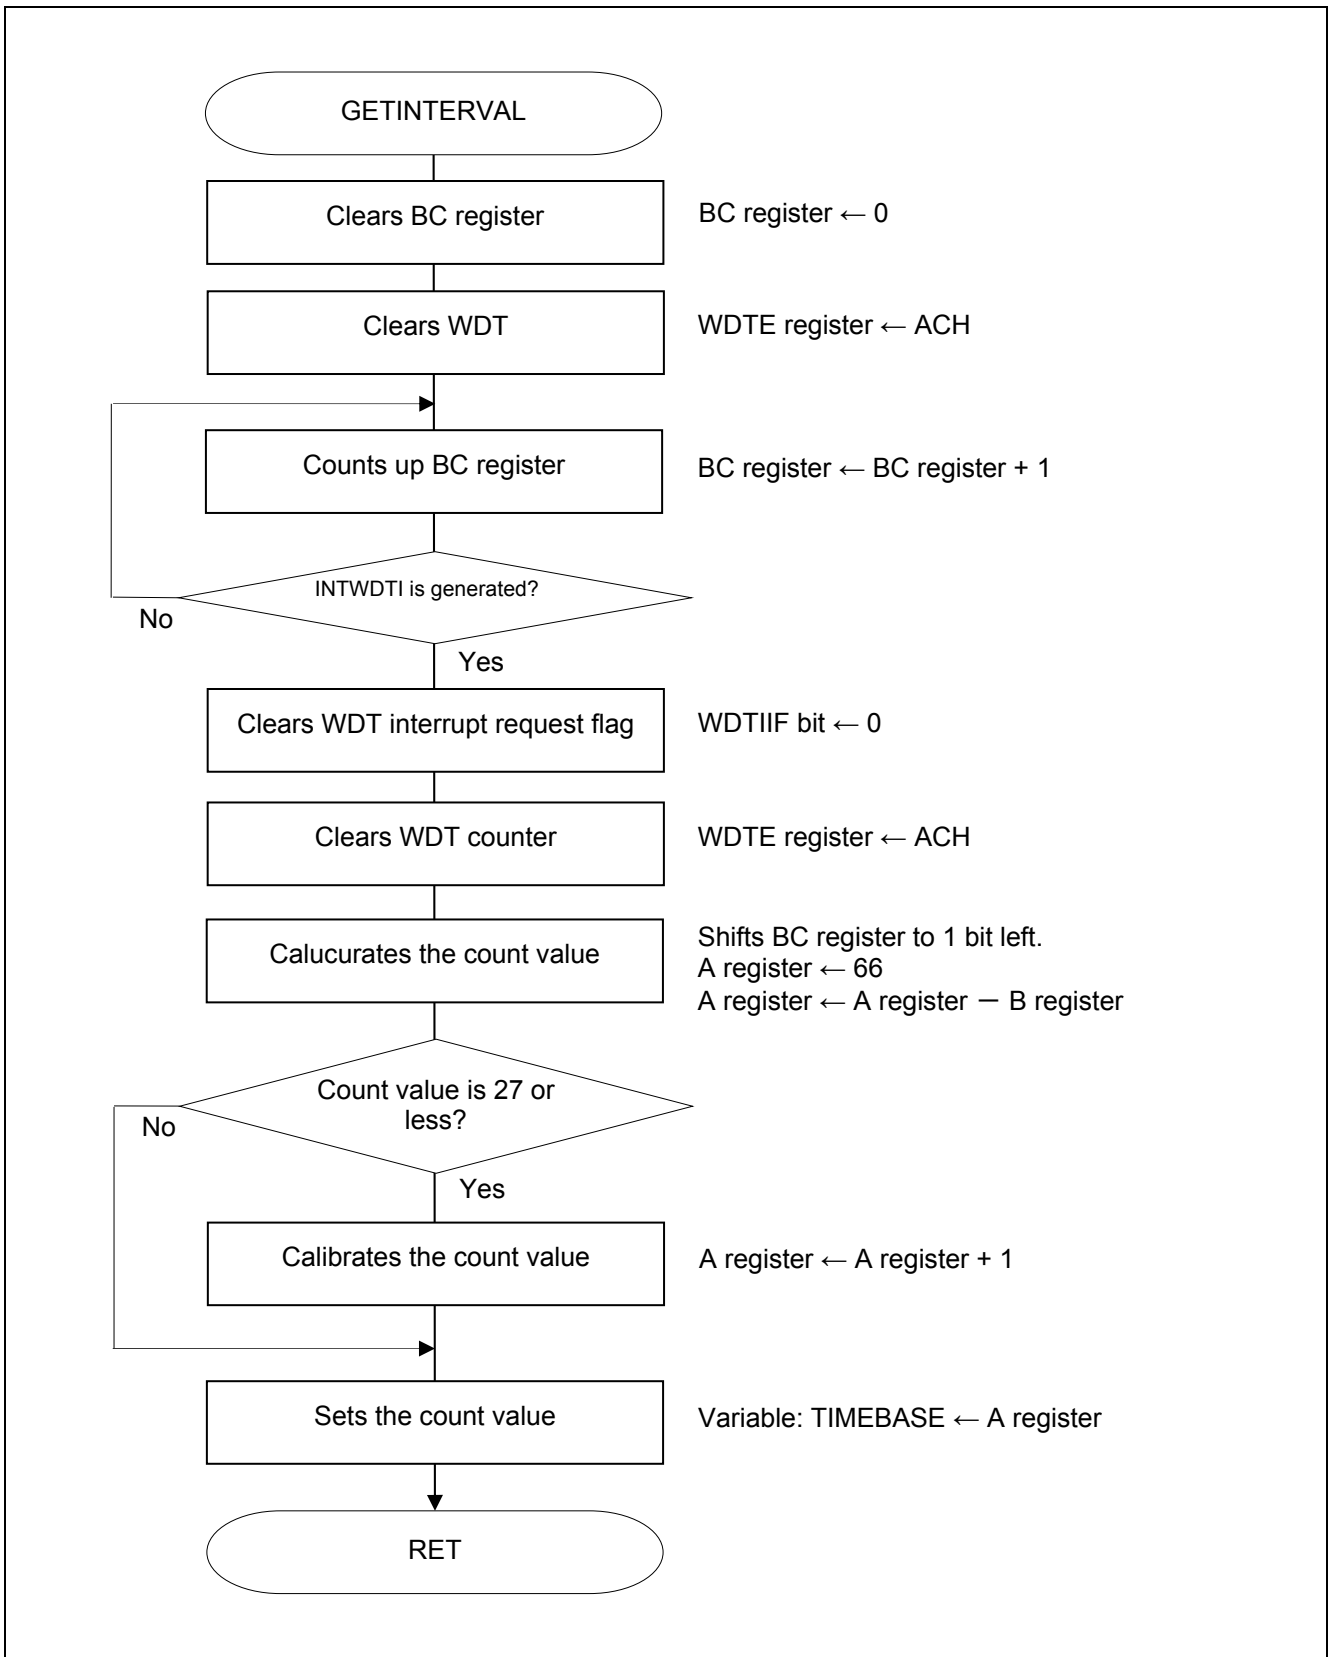 GETINTERVAL
Clears BC register
BC register ← 0
Clears WDT
WDTE register ← ACH
Counts up BC register
BC register ← BC register + 1
INTWDTI is generated?
No
Yes
Clears WDT interrupt request flag
WDTIIF bit ← 0
Clears WDT counter
WDTE register ← ACH
Calucurates the count value
Shifts BC register to 1 bit left.
A register ← 66
A register ← A register － B register
Count value is 27 or
less?
No
Yes
Calibrates the count value
A register ← A register + 1
Sets the count value
Variable: TIMEBASE ← A register
RET